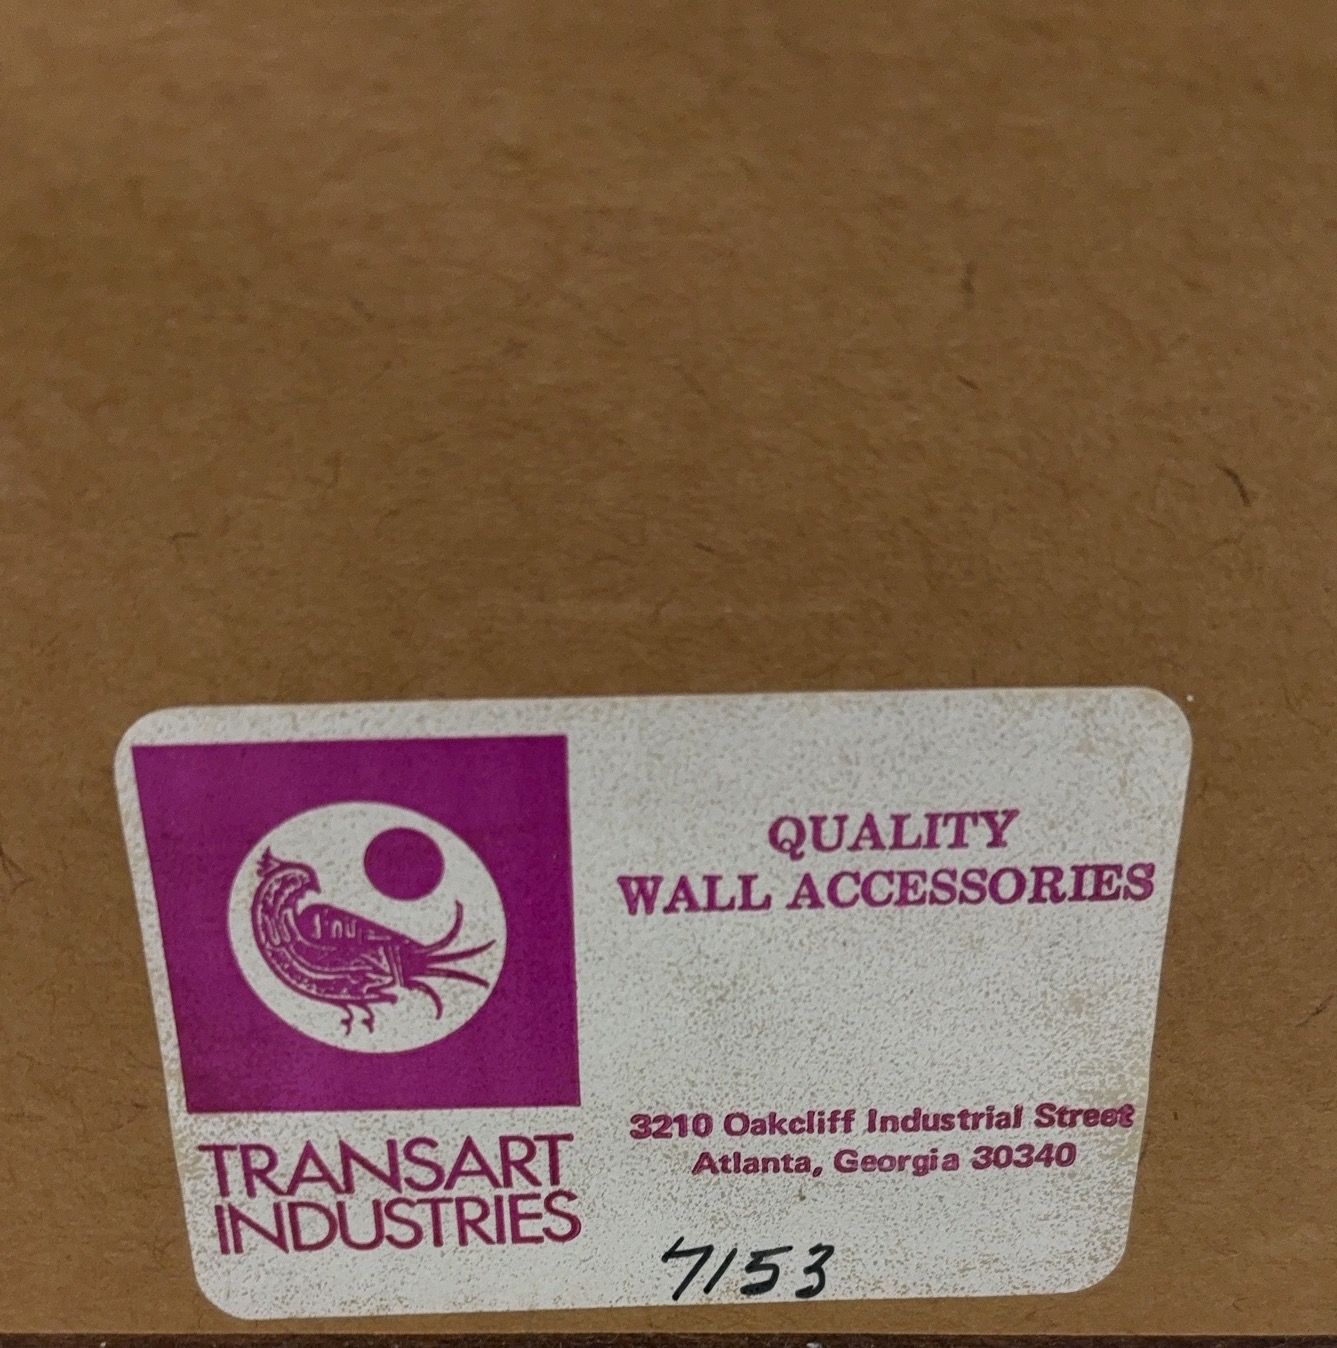 QUALITY
WALL ACCESSORIES
3210 Oakcliff Industrial Street
Atlanta, Georgia 30340
TRANSART
INDUSTRIES
7153